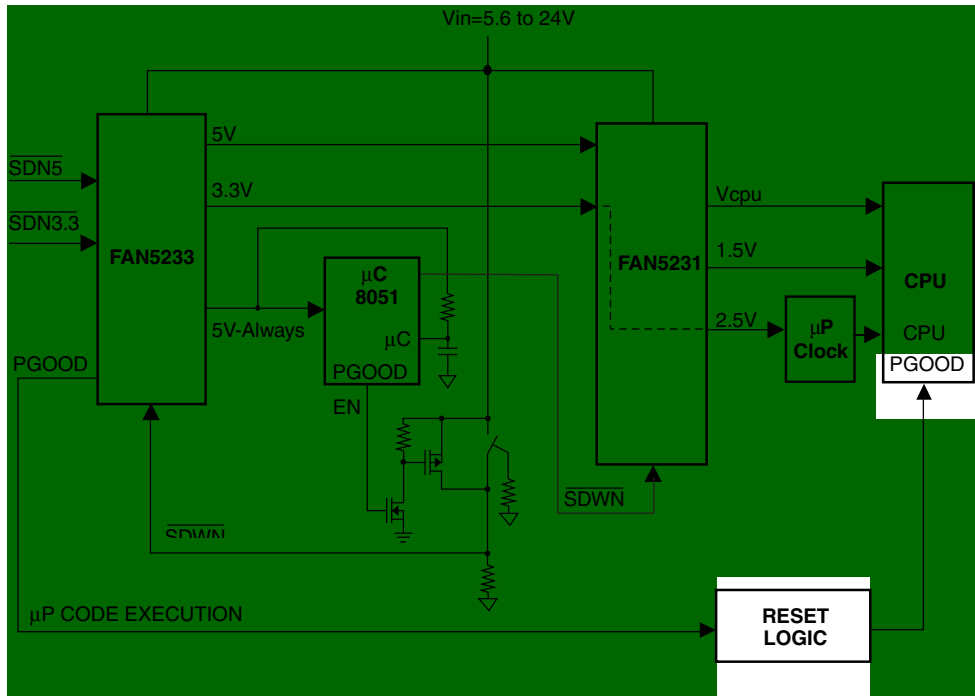 Vin=5.6 to 24V
5V
SDN5
3.3V
Vcpu
SDN3.3
FAN5233
FAN5231
1.5V
µC
8051
CPU
5V-Always
2.5V
µP
Clock
µC
CPU
PGOOD
PGOOD
PGOOD
EN
SDWN
SDWN
µP CODE EXECUTION
RESET
LOGIC